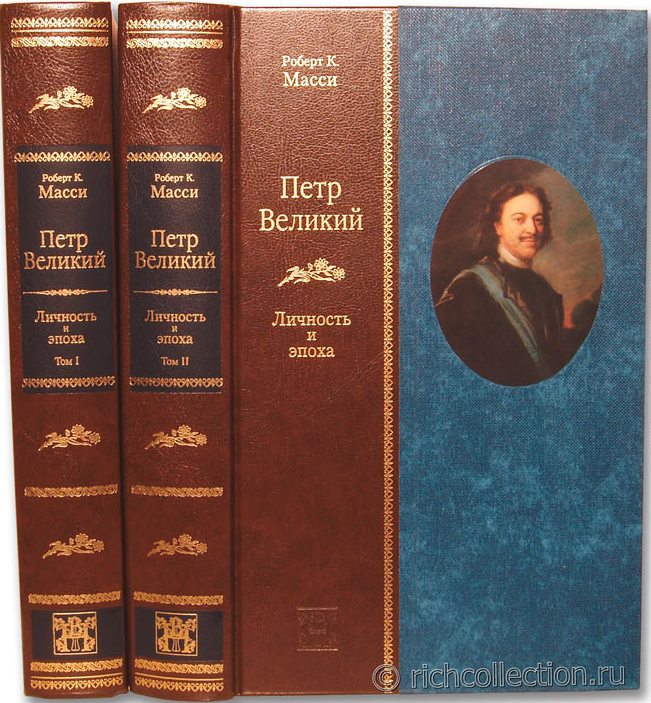 Роберт К.
Масси
Петр
Великий
Личность
и
эпоха
Том I
Роберт К.
Масси
Петр
Великий
Личность
и
эпоха
Том II
Роберт К.
Масси
Петр
Великий
Личность
и
эпоха
© richcollection.ru